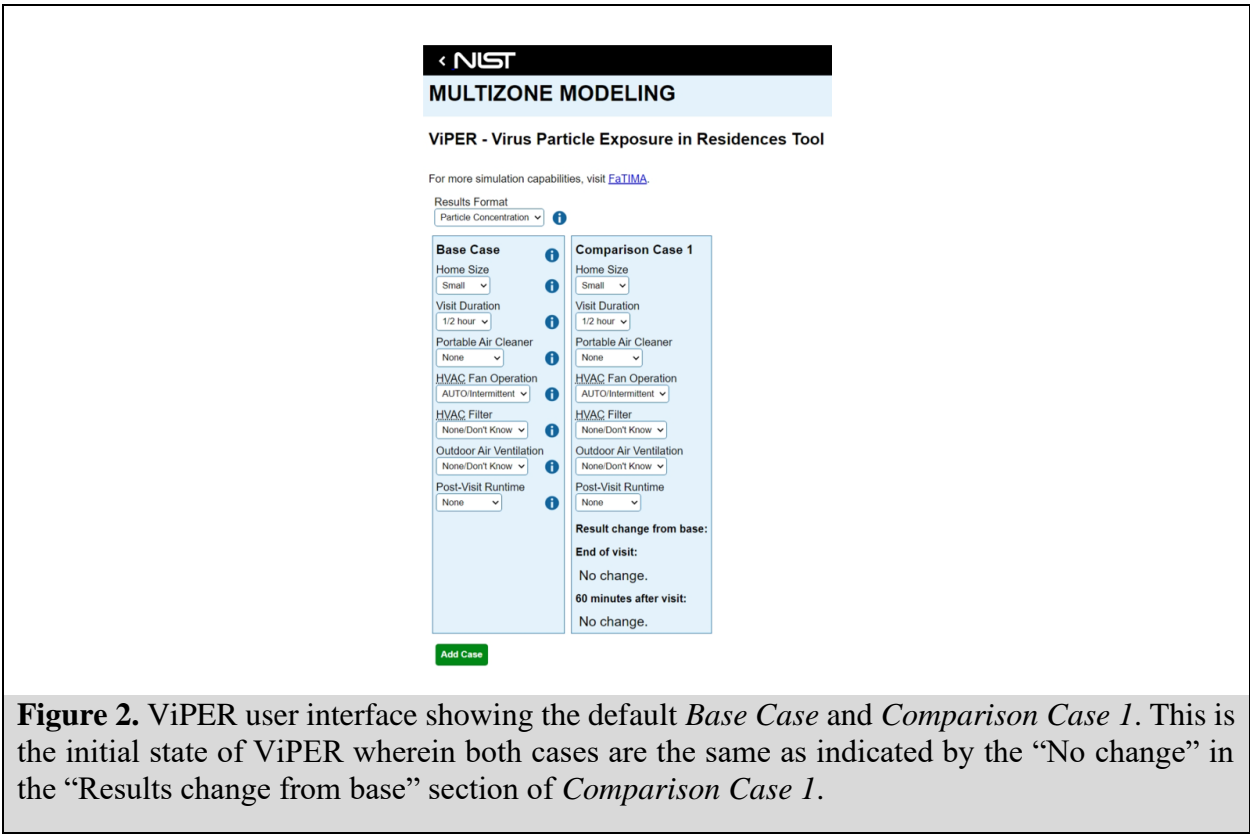 < NIST
MULTIZONE MODELING
ViPER - Virus Particle Exposure in Residences Tool
For more simulation capabilities, visit FaTIMA.
Results Format
Particle Concentration
Base Case
Home Size
Small
Visit Duration
1/2 hour
Portable Air Cleaner
None
HVAC Fan Operation
AUTO/Intermittent
HVAC Filter
None/Don't Know
Outdoor Air Ventilation
None/Don't Know
Post-Visit Runtime
None
Comparison Case 1
Home Size
Small
Visit Duration
1/2 hour
Portable Air Cleaner
None
HVAC Fan Operation
AUTO/Intermittent
HVAC Filter
None/Don't Know
Outdoor Air Ventilation
None/Don't Know
Post-Visit Runtime
None
Result change from base:
End of visit:
No change.
60 minutes after visit:
No change.
Add Case
Figure 2. ViPER user interface showing the default Base Case and Comparison Case 1. This is
the initial state of ViPER wherein both cases are the same as indicated by the “No change” in
the “Results change from base” section of Comparison Case 1.